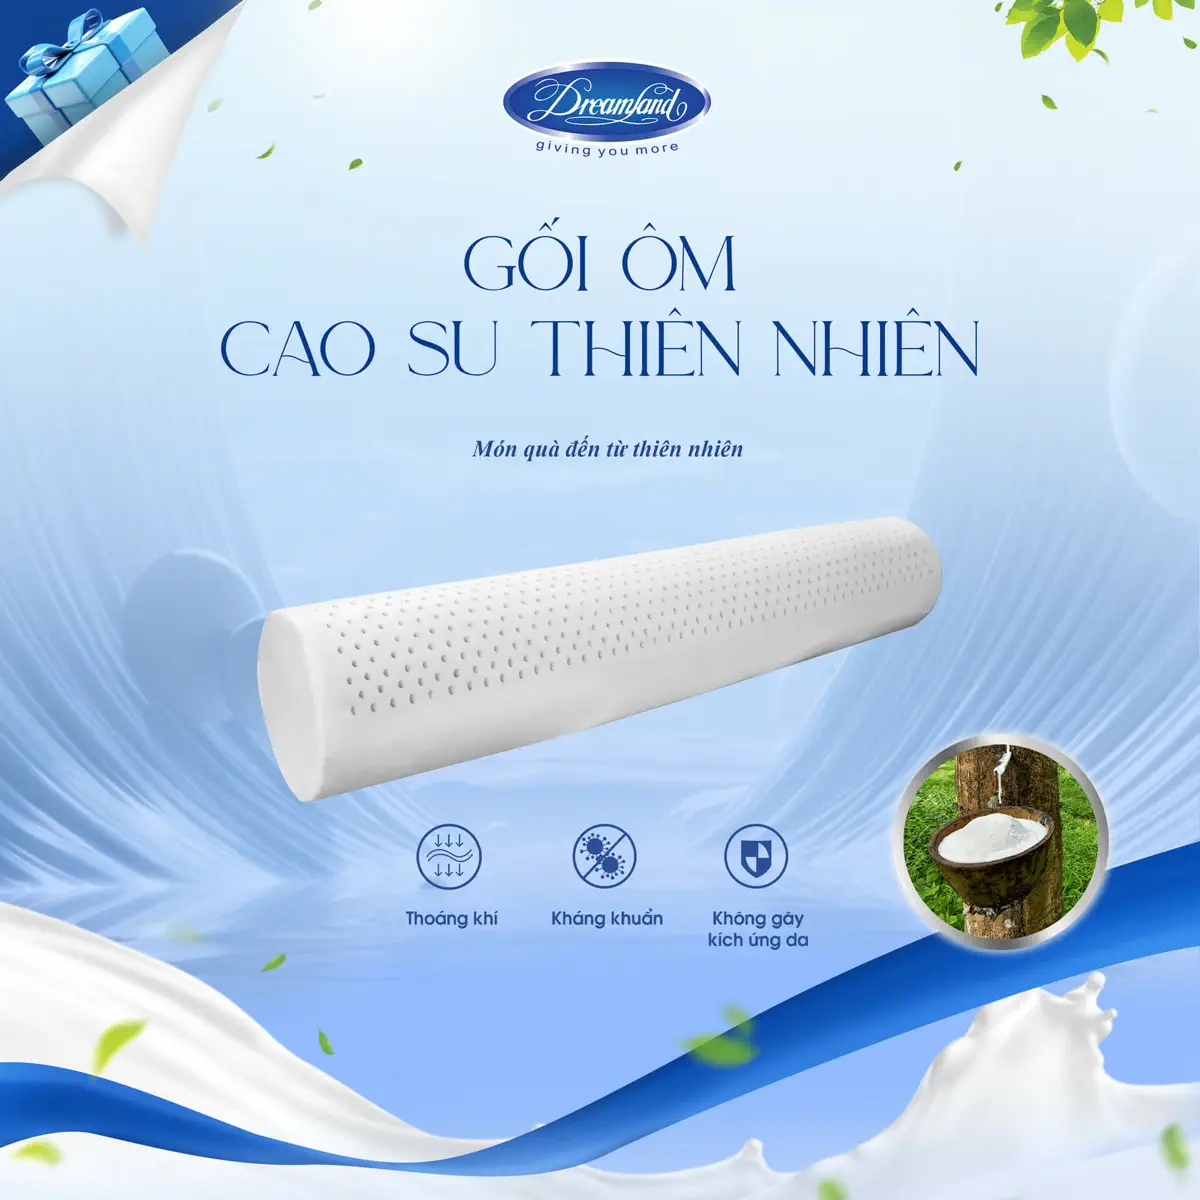 Dreamland
giving you more
GỐI ÔM
CAO SU THIÊN NHIÊN
Món quà đến từ thiên nhiên
Thoáng khí
Kháng khuẩn
Không gây
kích ứng da